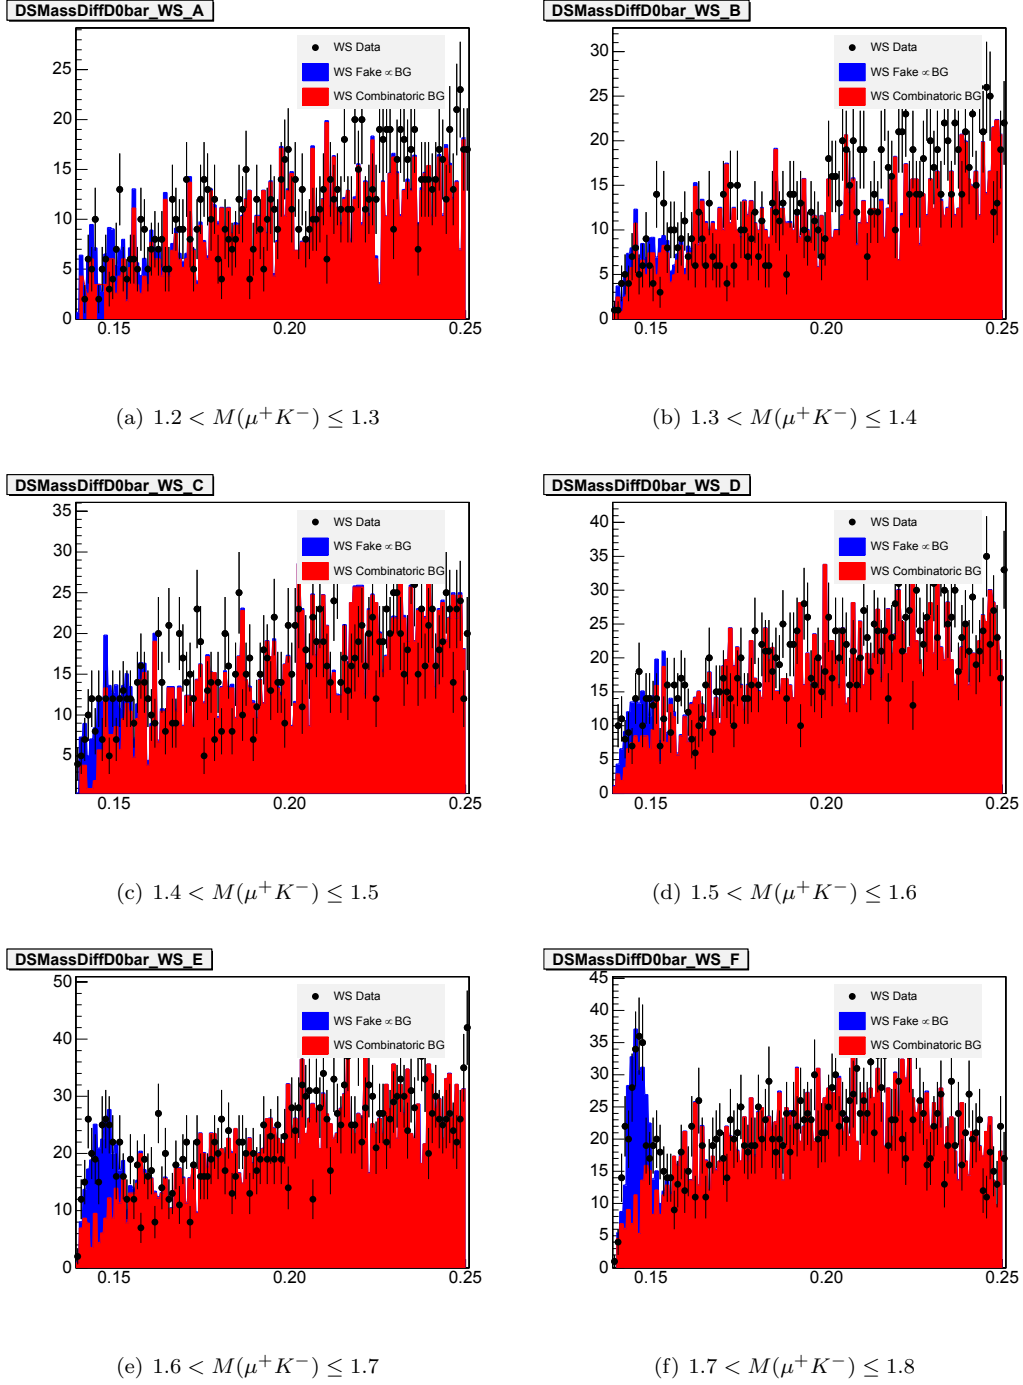 DSMassDiffD0bar_WS_A
25
20
15
10
5
0
0.15
0.20
0.25
WS Data
WS Fake ∝ BG
WS Combinatoric BG
(a) 1.2 < M(μ⁺K⁻) ≤ 1.3
DSMassDiffD0bar_WS_B
30
25
20
15
10
5
0
0.15
0.20
0.25
WS Data
WS Fake ∝ BG
WS Combinatoric BG
(b) 1.3 < M(μ⁺K⁻) ≤ 1.4
DSMassDiffD0bar_WS_C
35
30
25
20
15
10
5
0.15
0.20
0.25
WS Data
WS Fake ∝ BG
WS Combinatoric BG
(c) 1.4 < M(μ⁺K⁻) ≤ 1.5
DSMassDiffD0bar_WS_D
40
35
30
25
20
15
10
5
0
0.15
0.20
0.25
WS Data
WS Fake ∝ BG
WS Combinatoric BG
(d) 1.5 < M(μ⁺K⁻) ≤ 1.6
DSMassDiffD0bar_WS_E
50
40
30
20
10
0
0.15
0.20
0.25
WS Data
WS Fake ∝ BG
WS Combinatoric BG
(e) 1.6 < M(μ⁺K⁻) ≤ 1.7
DSMassDiffD0bar_WS_F
45
40
35
30
25
20
15
10
5
0
0.15
0.20
0.25
WS Data
WS Fake ∝ BG
WS Combinatoric BG
(f) 1.7 < M(μ⁺K⁻) ≤ 1.8